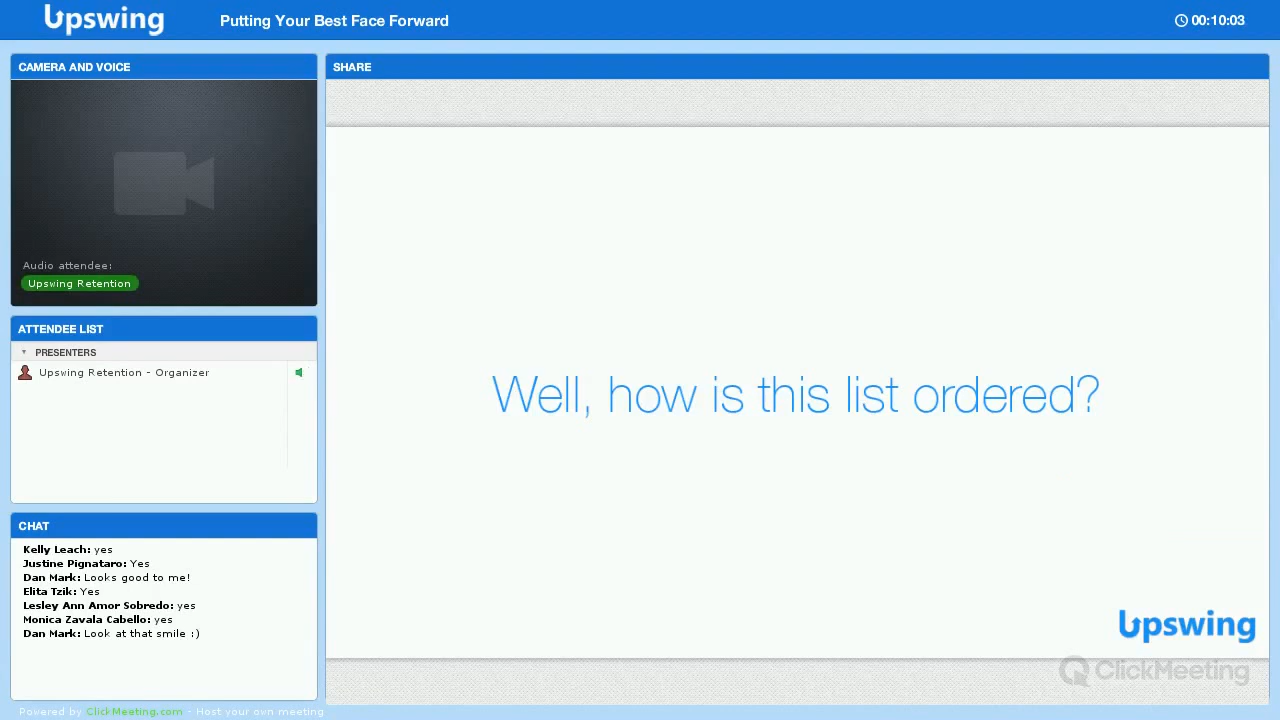 Upswing
Putting Your Best Face Forward
00:10:03
CAMERA AND VOICE
Audio attendee:
Upswing Retention
ATTENDEE LIST
PRESENTERS
Upswing Retention - Organizer
CHAT
Kelly Leach: yes
Justine Pignataro: Yes
Dan Mark: Looks good to me!
Elita Tzik: Yes
Lesley Ann Amor Sobredo: yes
Monica Zavala Cabello: yes
Dan Mark: Look at that smile :)
Powered by ClickMeeting.com - Host your own meeting
SHARE
Well, how is this list ordered?
Upswing
ClickMeeting